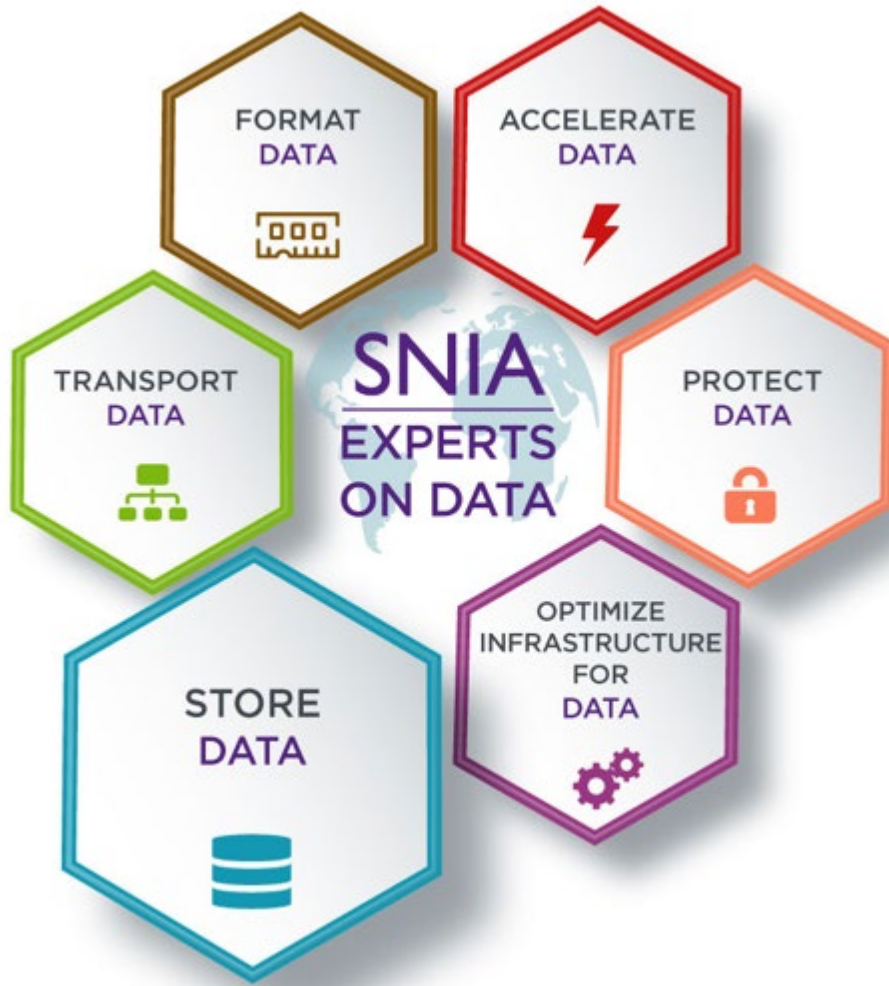 FORMAT
DATA
ACCELERATE
DATA
TRANSPORT
DATA
SNIA
EXPERTS
ON DATA
PROTECT
DATA
STORE
DATA
OPTIMIZE
INFRASTRUCTURE
FOR
DATA